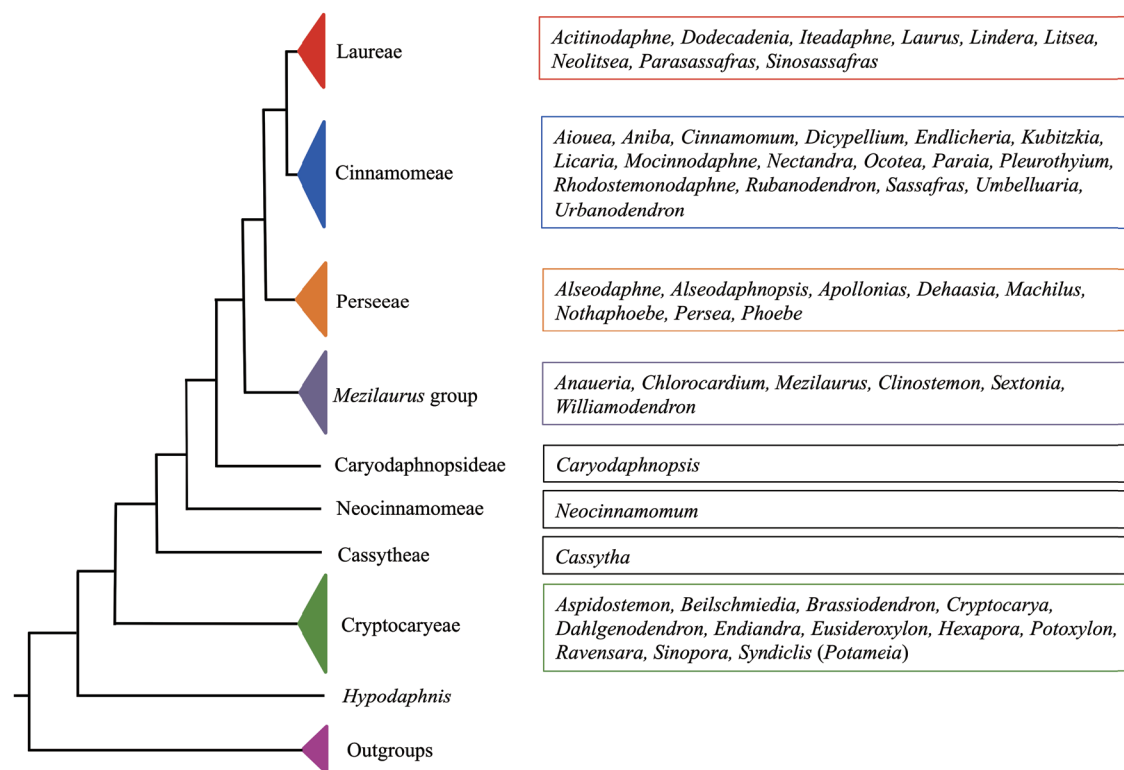 Laureae
Acitinodaphne, Dodecadenia, Iteadaphne, Laurus, Lindera, Litsea,
Neolitsea, Parasassafras, Sinosassafras
Cinnamomeae
Aiouea, Aniba, Cinnamomum, Dicypellium, Endlicheria, Kubitzkia,
Licaria, Mocinnodaphne, Nectandra, Ocotea, Paraia, Pleurothyium,
Rhodostemonodaphne, Rubanodendron, Sassafras, Umbelluaria,
Urbanodendron
Perseeae
Alseodaphne, Alseodaphnopsis, Apollonias, Dehaasia, Machilus,
Nothaphoebe, Persea, Phoebe
Mezilaurus group
Anaueria, Chlorocardium, Mezilaurus, Clinostemon, Sextonia,
Williamodendron
Caryodaphnopsideae
Caryodaphnopsis
Neocinnamomeae
Neocinnamomum
Cassytheae
Cassytha
Cryptocaryeae
Aspidostemon, Beilschmiedia, Brassiodendron, Cryptocarya,
Dahlgenodendron, Endiandra, Eusideroxylon, Hexapora, Potoxylon,
Ravensara, Sinopora, Syndiclis (Potameia)
Hypodaphnis
Outgroups